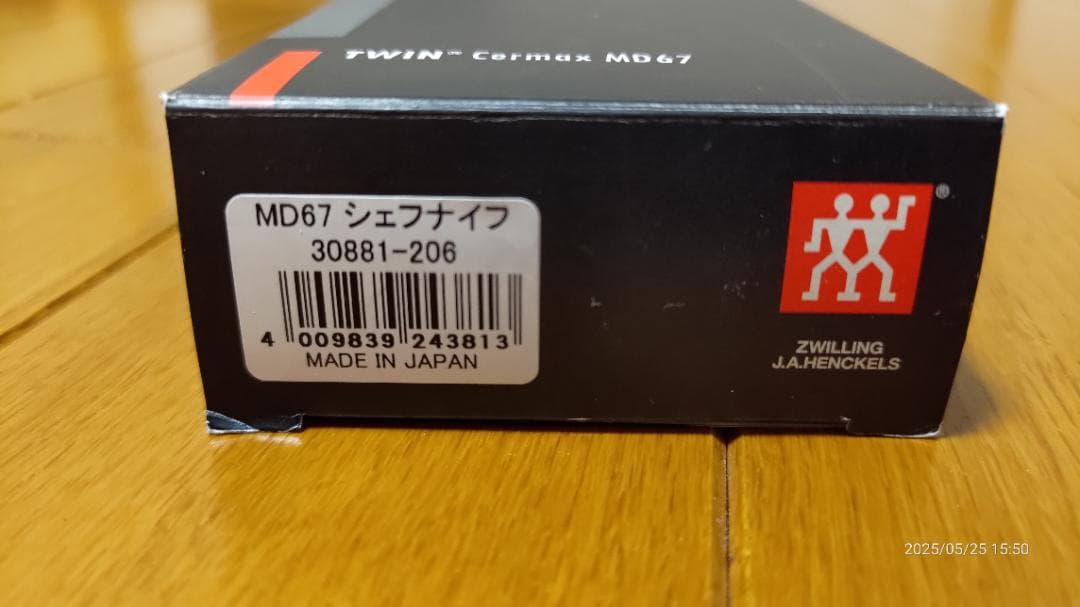 TWIN™ Cermax MD67
MD67 シェフナイフ
30881-206
4 009839 243813
MADE IN JAPAN
®
ZWILLING
J.A.HENCKELS
2025/05/25 15:50